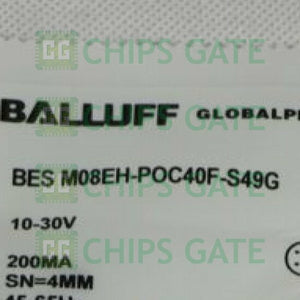 CHIPS GATE
BALLUFF GLOBALP
BES M08EH-POC40F-S49G
10-30V
CHIPS GATE
200MA
SN=4MM